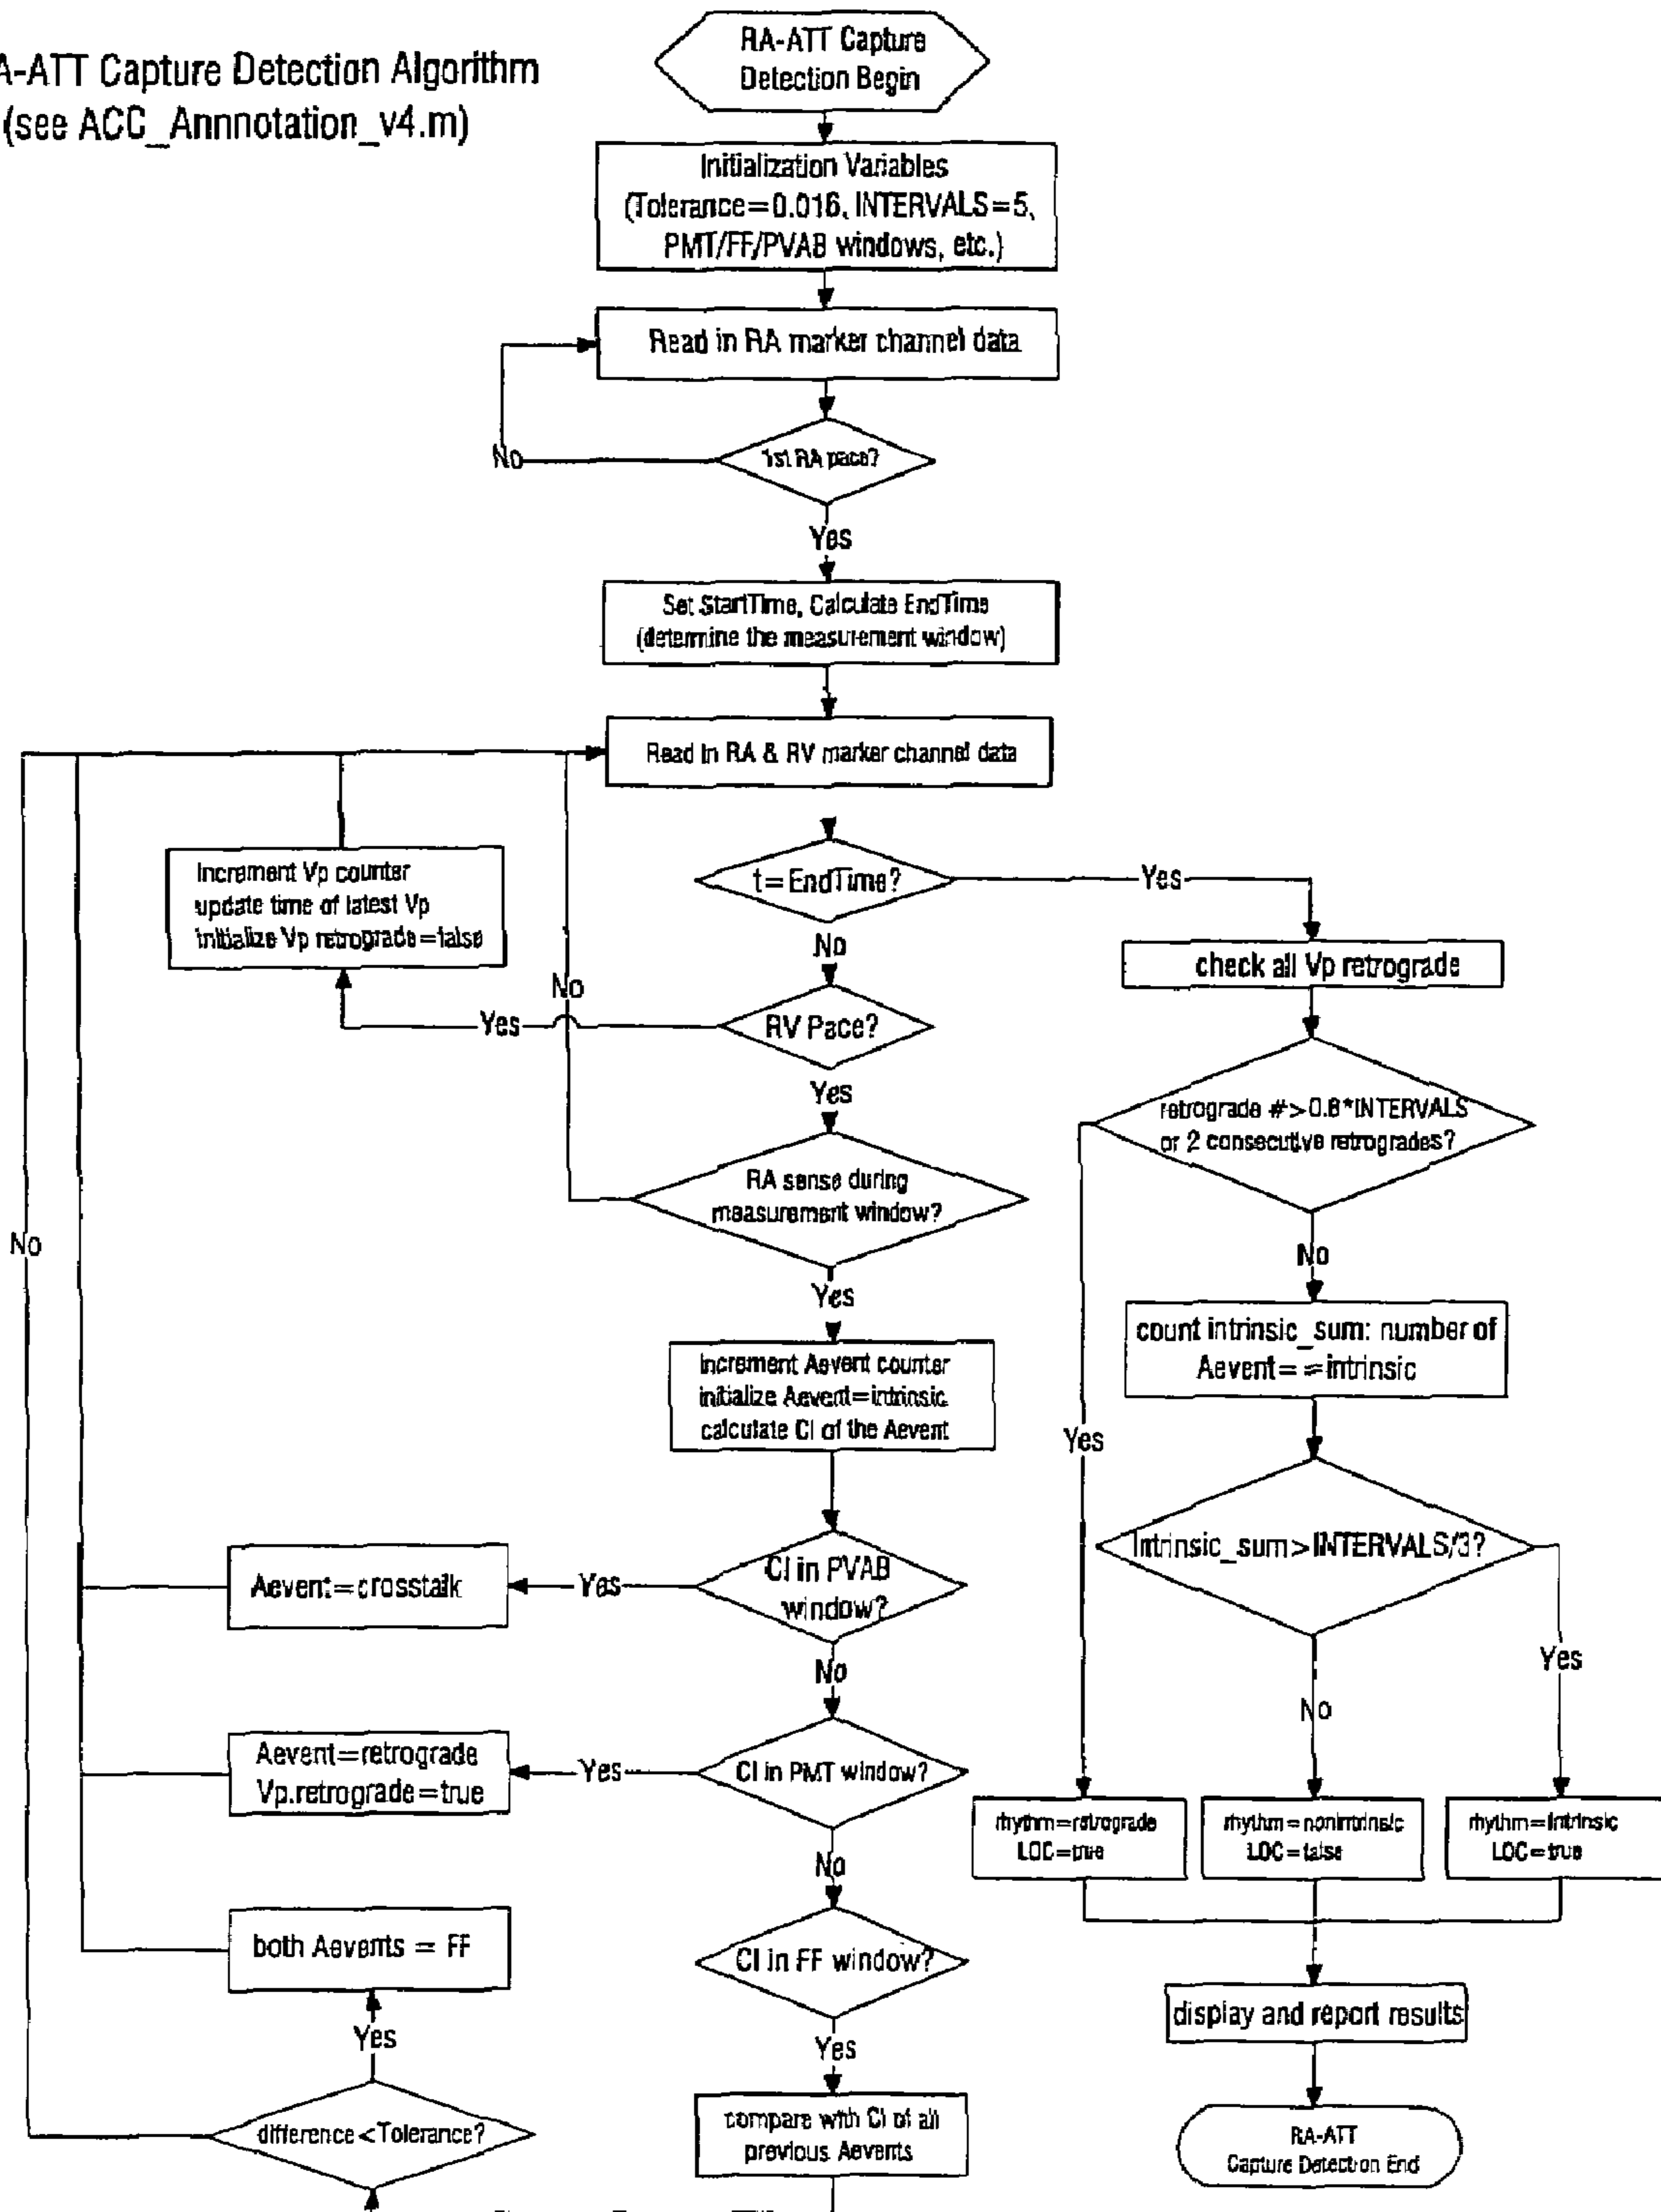 A-ATT Capture Detection Algorithm
(see ACC_Annnotation_v4.m)
RA-ATT Capture
Detection Begin
Initialization Variables
(Tolerance=0.016, INTERVALS=5,
PMT/FF/PVAB windows, etc.)
Read in RA marker channel data
1st RA pace?
No
Yes
Set StartTime, Calculate EndTime
(determine the measurement window)
Read in RA & RV marker channel data
Increment Vp counter
update time of latest Vp
initialize Vp retrograde=false
t=EndTime?
Yes
No
check all Vp retrograde
No
Yes
RV Pace?
Yes
retrograde #>0.8*INTERVALS
or 2 consecutive retrogrades?
RA sense during
measurement window?
No
No
Yes
count intrinsic_sum: number of
Aevent==intrinsic
Increment Aevent counter
initialize Aevent=intrinsic
calculate CI of the Aevent
Yes
Intrinsic_sum>INTERVALS/3?
Aevent=crosstalk
Yes
CI in PVAB
window?
No
Yes
No
Aevent=retrograde
Vp.retrograde=true
Yes
CI in PMT window?
rhythm=retrograde
LOC=true
rhythm=nonintrinsic
LOC=false
rhythm=intrinsic
LOC=true
No
both Aevents = FF
CI in FF window?
display and report results
Yes
Yes
difference<Tolerance?
compare with CI of all
previous Aevents
RA-ATT
Capture Detection End